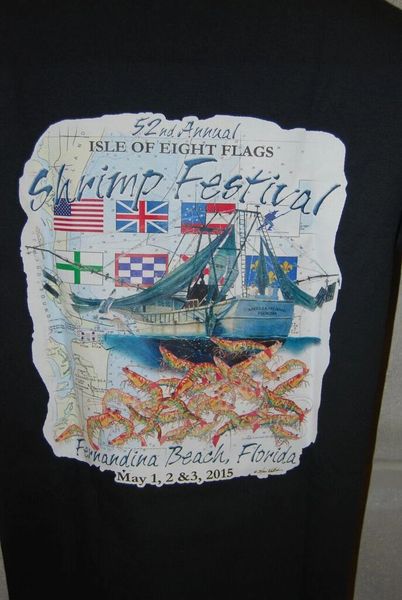 52nd Annual
ISLE OF EIGHT FLAGS
Shrimp Festival
Fernandina Beach, Florida
May 1, 2 &3, 2015